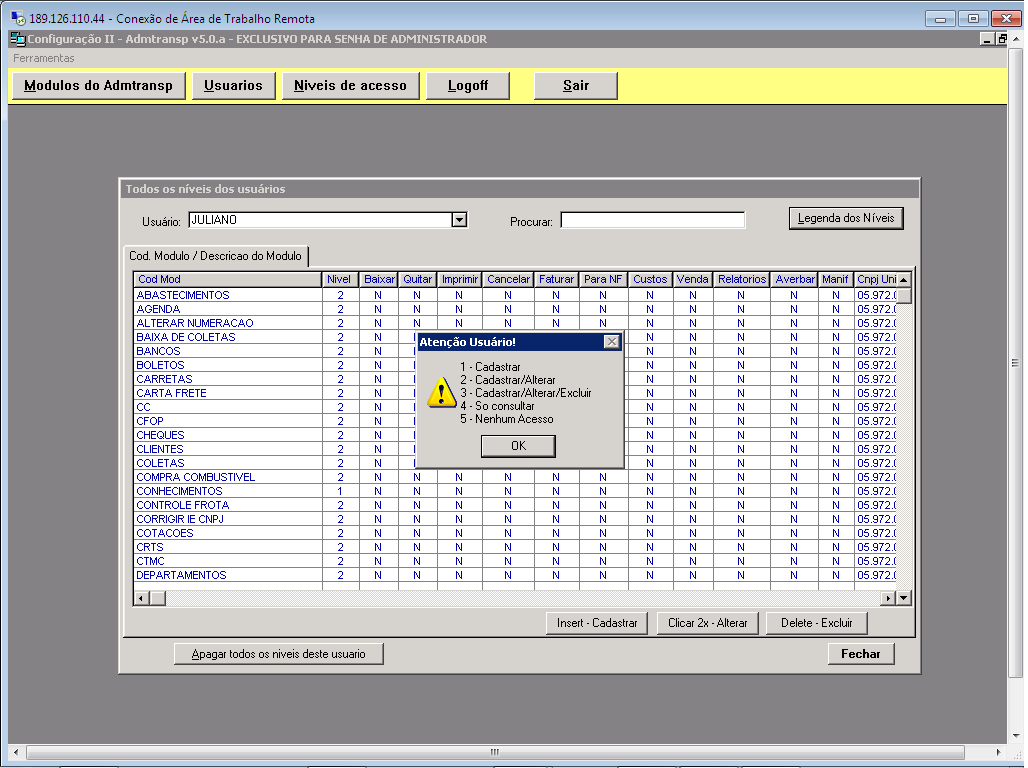 189.126.110.44 - Conexão de Área de Trabalho Remota
Configuração II - Admtransp v5.0.a - EXCLUSIVO PARA SENHA DE ADMINISTRADOR
Ferramentas
Modulos do Admtransp Usuarios Niveis de acesso Logoff Sair
Todos os níveis dos usuários
Usuário: JULIANO Procurar: Legenda dos Níveis
Cod. Modulo / Descricao do Modulo
Cod Mod Nivel Baixar Quitar Imprimir Cancelar Faturar Para NF Custos Venda Relatorios Averbar Manif Cnpj Uni
ABASTECIMENTOS 2 N N N N N N N N N N N 05.972.0
AGENDA 2 N N N N N N N N N N N 05.972.0
ALTERAR NUMERACAO 2 N N N N N N N N N N N 05.972.0
BAIXA DE COLETAS 2 N N N N N N 05.972.0
BANCOS 2 N N N N N N 05.972.0
BOLETOS 2 N N N N N N 05.972.0
CARRETAS 2 N N N N N N 05.972.0
CARTA FRETE 2 N N N N N N 05.972.0
CC 2 N N N N N N 05.972.0
CFOP 2 N N N N N N 05.972.0
CHEQUES 2 N N N N N N 05.972.0
CLIENTES 2 N N N N N N 05.972.0
COLETAS 2 N N N N N N 05.972.0
COMPRA COMBUSTIVEL 2 N N N N N N N N N N N 05.972.0
CONHECIMENTOS 1 N N N N N N N N N N N 05.972.0
CONTROLE FROTA 2 N N N N N N N N N N N 05.972.0
CORRIGIR IE CNPJ 2 N N N N N N N N N N N 05.972.0
COTACOES 2 N N N N N N N N N N N 05.972.0
CRTS 2 N N N N N N N N N N N 05.972.0
CTMC 2 N N N N N N N N N N N 05.972.0
DEPARTAMENTOS 2 N N N N N N N N N N N 05.972.0
Atenção Usuário!
1 - Cadastrar
2 - Cadastrar/Alterar
3 - Cadastrar/Alterar/Excluir
4 - So consultar
5 - Nenhum Acesso
OK
Insert - Cadastrar Clicar 2x - Alterar Delete - Excluir
Apagar todos os niveis deste usuario Fechar